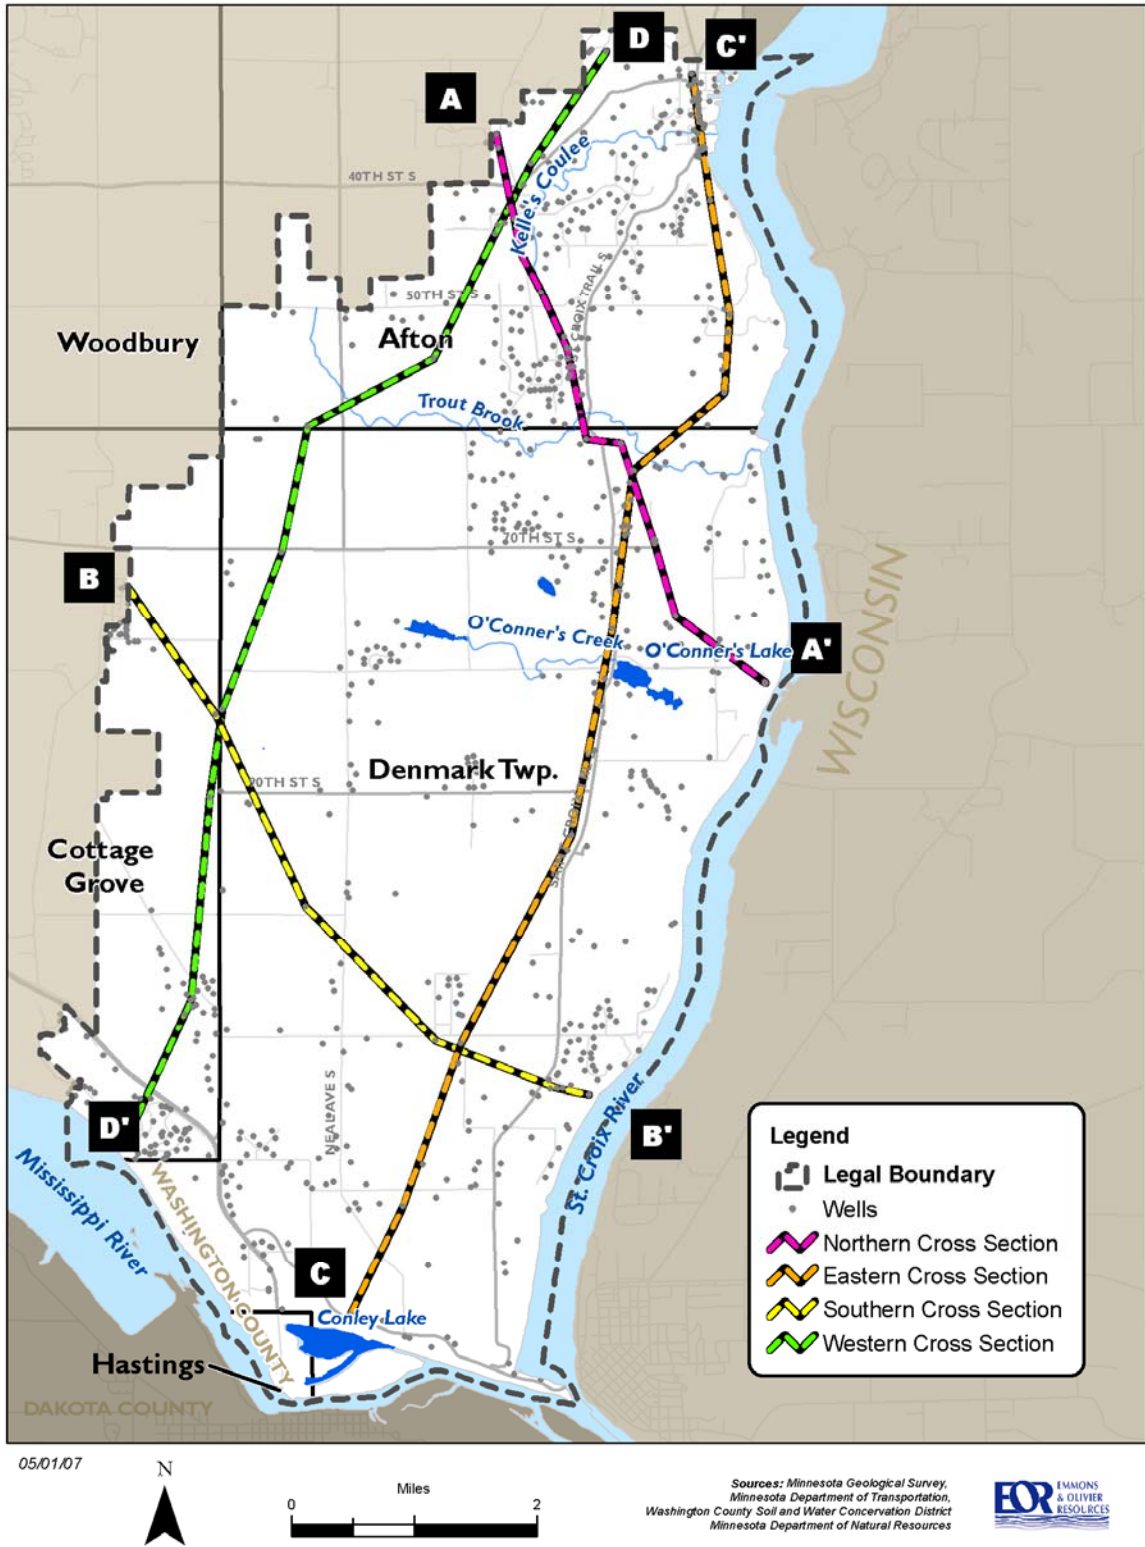 D
C'
A
40TH ST S
Kelle's Coulee
ST. CROIX TRAIL S
50TH ST S
Woodbury
Afton
Trout Brook
70TH ST S
B
O'Conner's Creek
O'Conner's Lake
A'
WISCONSIN
Denmark Twp.
90TH ST S
Cottage
Grove
NEAL AVE S
D'
B'
St. Croix River
Mississippi River
WASHINGTON COUNTY
C
Conley Lake
Hastings
DAKOTA COUNTY
Legend
Legal Boundary
Wells
Northern Cross Section
Eastern Cross Section
Southern Cross Section
Western Cross Section
05/01/07
N
Miles
0 2
Sources: Minnesota Geological Survey,
Minnesota Department of Transportation,
Washington County Soil and Water Concervation District
Minnesota Department of Natural Resources
EOR
EMMONS
& OLIVIER
RESOURCES